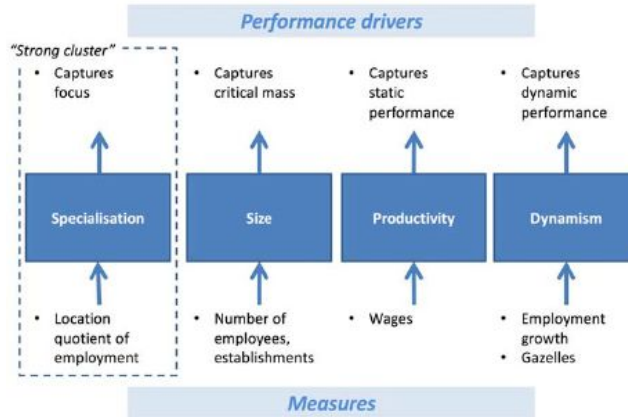 Performance drivers
"Strong cluster"
• Captures
focus
• Captures
critical mass
• Captures
static
performance
• Captures
dynamic
performance
Specialisation
Size
Productivity
Dynamism
• Location
quotient of
employment
• Number of
employees,
establishments
• Wages
• Employment
growth
• Gazelles
Measures